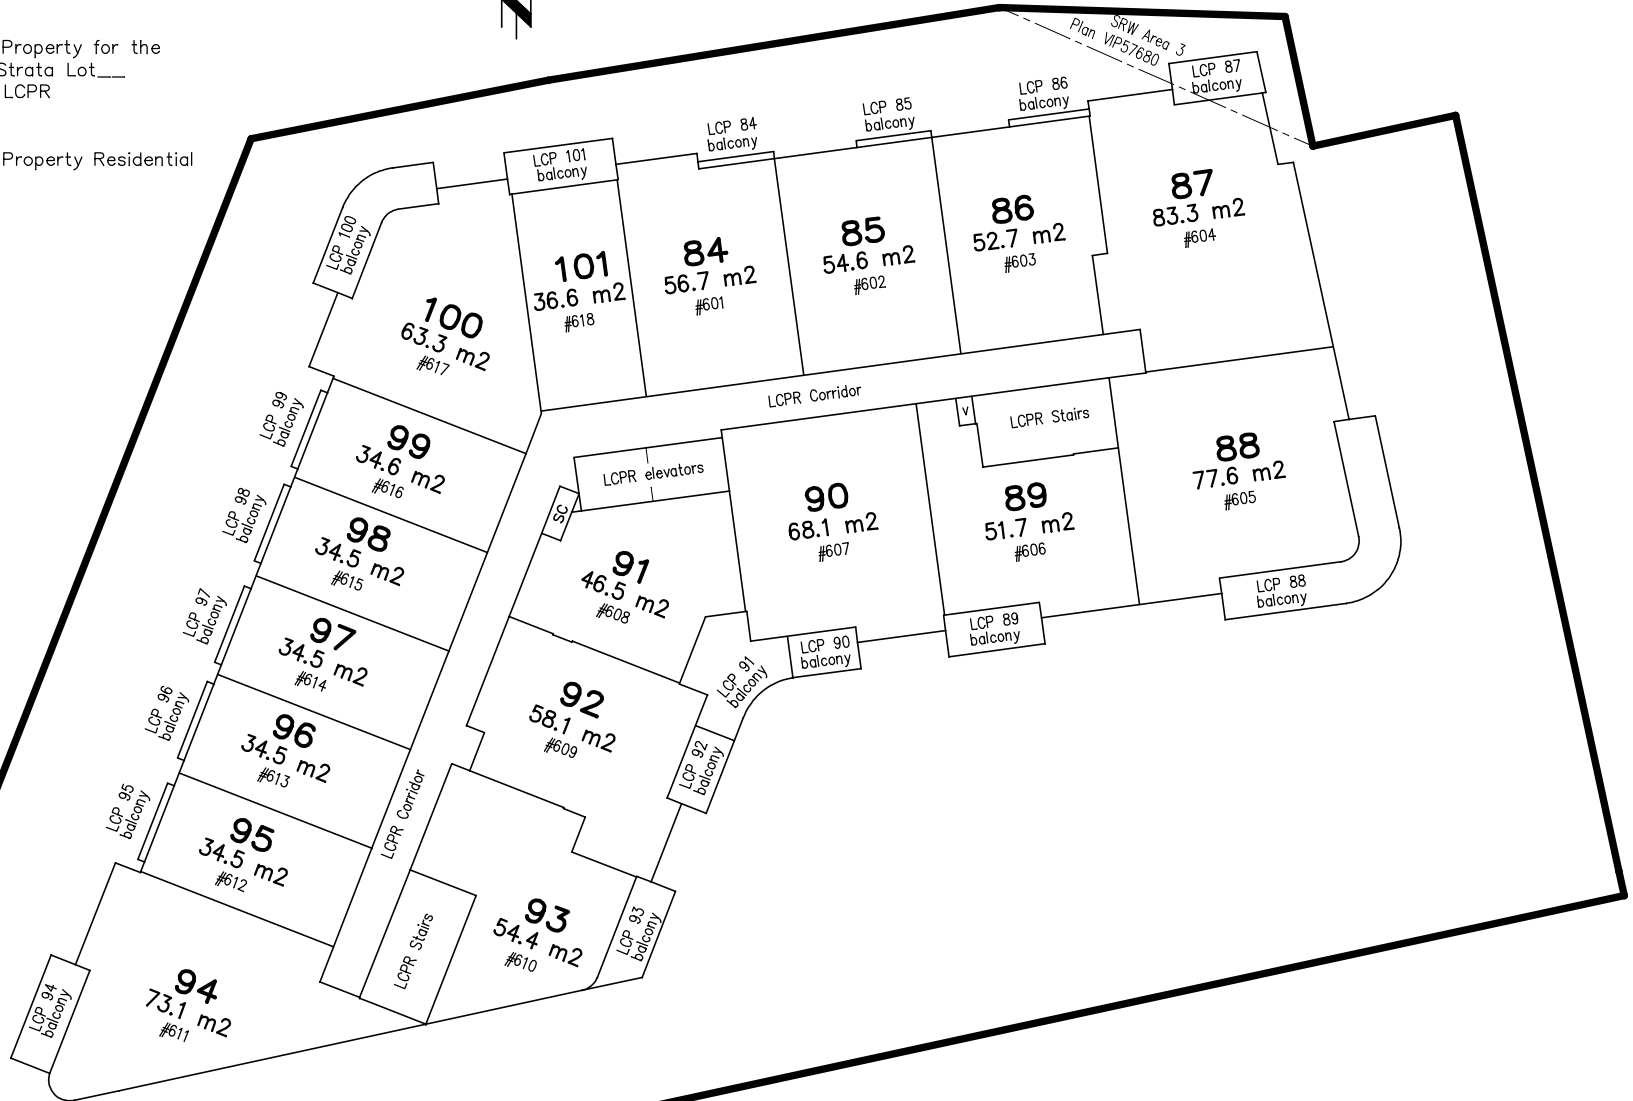 Property for the
Strata Lot__
LCPR
Property Residential
N
SRW Area 3
Plan VIP57680
LCP 87
balcony
LCP 86
balcony
LCP 85
balcony
LCP 84
balcony
LCP 101
balcony
LCP 100
balcony
87
83.3 m2
#604
86
52.7 m2
#603
85
54.6 m2
#602
84
56.7 m2
#601
101
36.6 m2
#618
100
63.3 m2
#617
LCPR Corridor
LCP 99
balcony
99
34.6 m2
#616
V
LCPR Stairs
LCPR elevators
SC
88
77.6 m2
#605
89
51.7 m2
#606
90
68.1 m2
#607
91
46.5 m2
#608
LCP 98
balcony
98
34.5 m2
#615
LCP 88
balcony
LCP 89
balcony
LCP 90
balcony
LCP 91
balcony
LCP 97
balcony
97
34.5 m2
#614
92
58.1 m2
#609
LCP 92
balcony
LCP 96
balcony
96
34.5 m2
#613
LCPR Corridor
LCP 95
balcony
95
34.5 m2
#612
93
54.4 m2
#610
LCP 93
balcony
LCPR Stairs
94
73.1 m2
#611
LCP 94
balcony